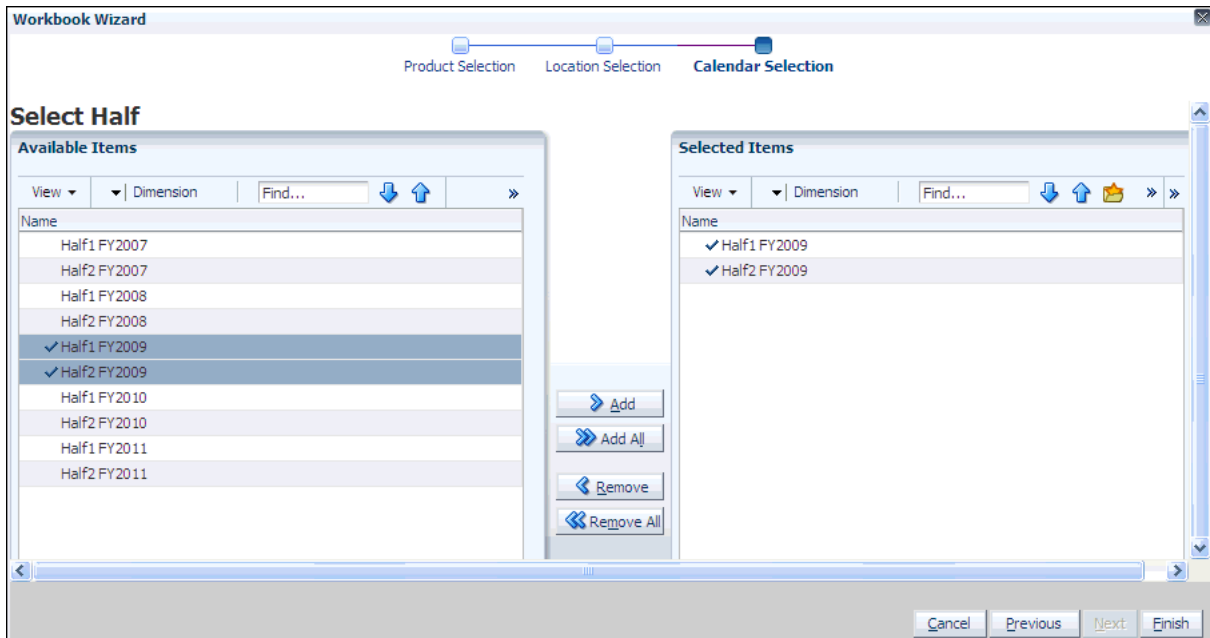 Workbook Wizard
Product Selection
Location Selection
Calendar Selection
Select Half
Available Items
View
Dimension
Find...
»
Name
Half1 FY2007
Half2 FY2007
Half1 FY2008
Half2 FY2008
Half1 FY2009
Half2 FY2009
Half1 FY2010
Half2 FY2010
Half1 FY2011
Half2 FY2011
Add
Add All
Remove
Remove All
Selected Items
View
Dimension
Find...
» »
Name
Half1 FY2009
Half2 FY2009
Cancel
Previous
Next
Finish